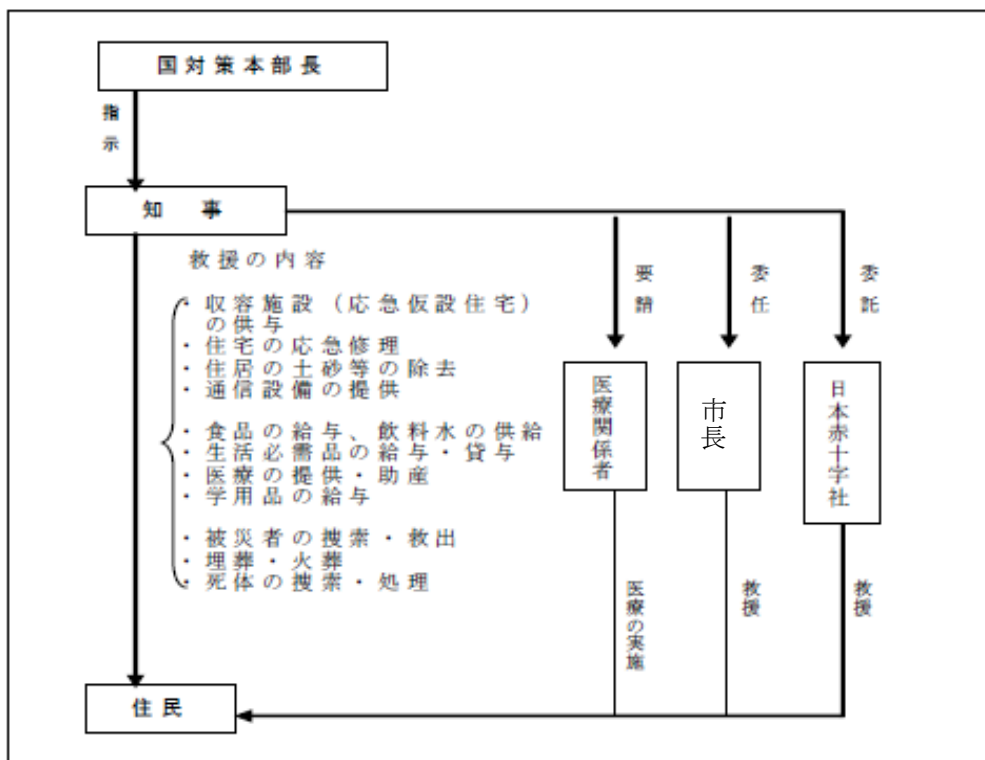 国対策本部長
指示
知　事
救援の内容
・収容施設（応急仮設住宅）
の供与
・住宅の応急修理
・住居の土砂等の除去
・通信設備の提供
・食品の給与、飲料水の供給
・生活必需品の給与・貸与
・医療の提供・助産
・学用品の給与
・被災者の捜索・救出
・埋葬・火葬
・死体の捜索・処理
要請
委任
委託
医療関係者
市長
日本赤十字社
医療の実施
救援
救援
住民